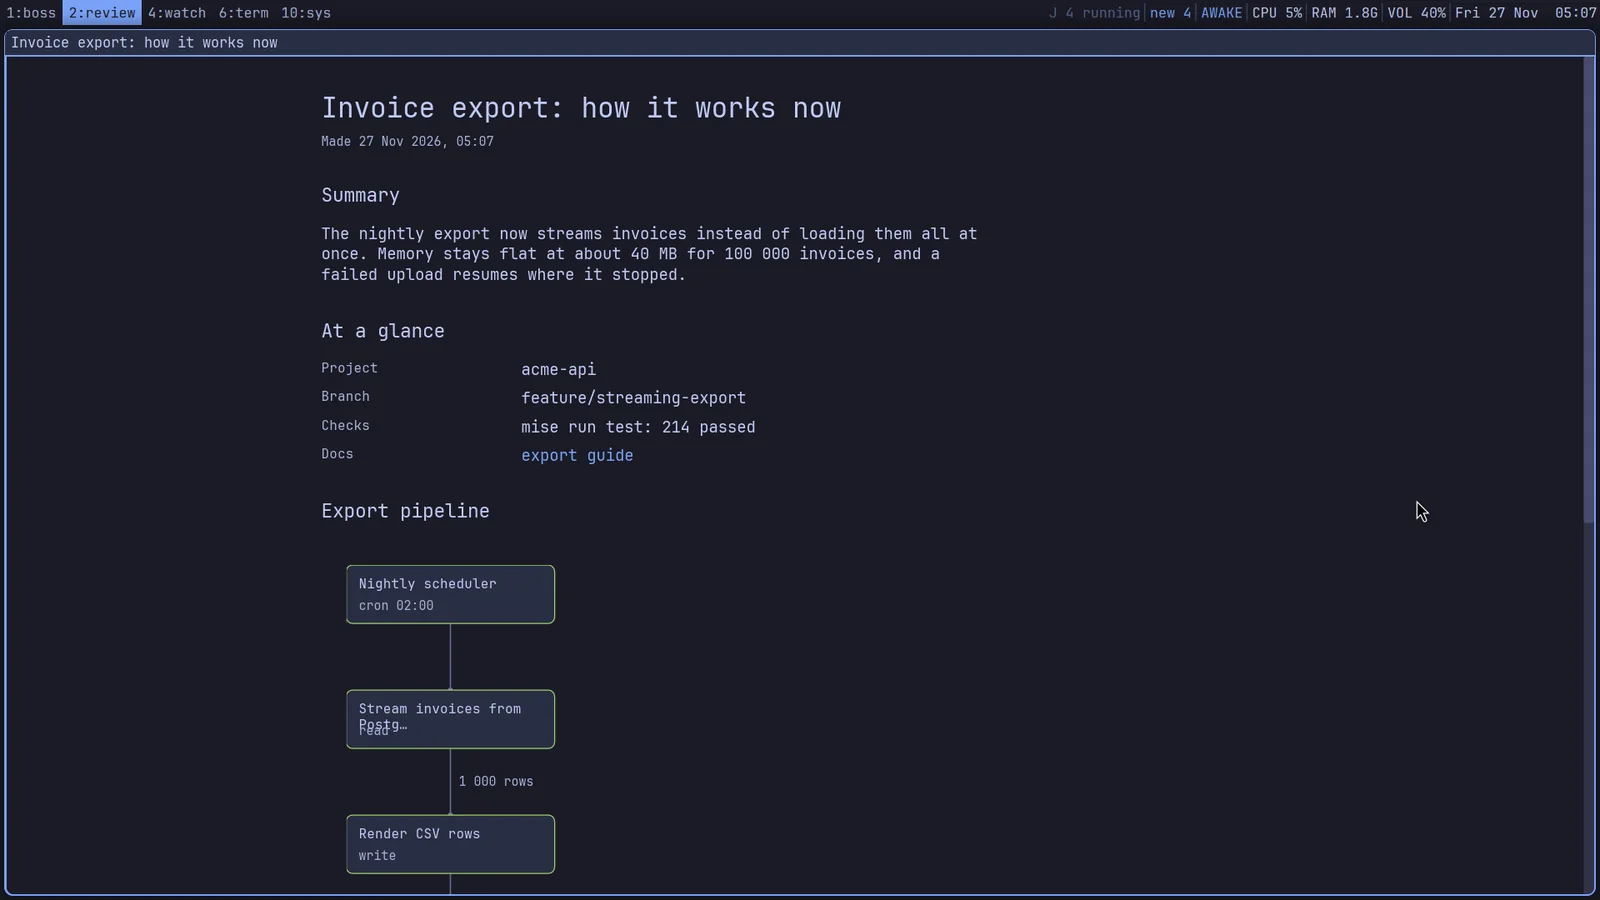 1:boss 2:review 4:watch 6:term 10:sys J 4 running new 4 AWAKE CPU 5% RAM 1.8G VOL 40% Fri 27 Nov 05:07
Invoice export: how it works now
Invoice export: how it works now
Made 27 Nov 2026, 05:07
Summary
The nightly export now streams invoices instead of loading them all at
once. Memory stays flat at about 40 MB for 100 000 invoices, and a
failed upload resumes where it stopped.
At a glance
Project acme-api
Branch feature/streaming-export
Checks mise run test: 214 passed
Docs export guide
Export pipeline
Nightly scheduler
cron 02:00
Stream invoices from
Postg…
read
1 000 rows
Render CSV rows
write